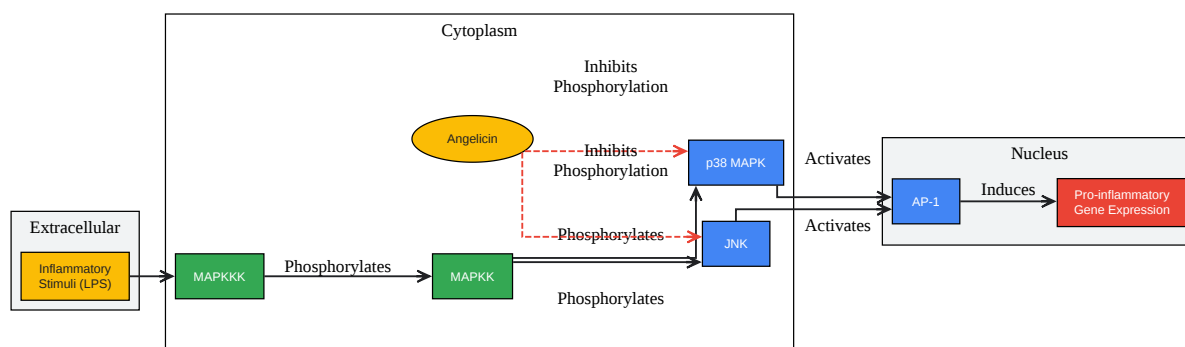 Cytoplasm
Inhibits
Phosphorylation
Angelicin
Inhibits
Phosphorylation
p38 MAPK
Activates
Nucleus
AP-1
Induces
Pro-inflammatory
Gene Expression
Extracellular
Inflammatory
Stimuli (LPS)
MAPKKK
Phosphorylates
MAPKK
Phosphorylates
JNK
Activates
Phosphorylates